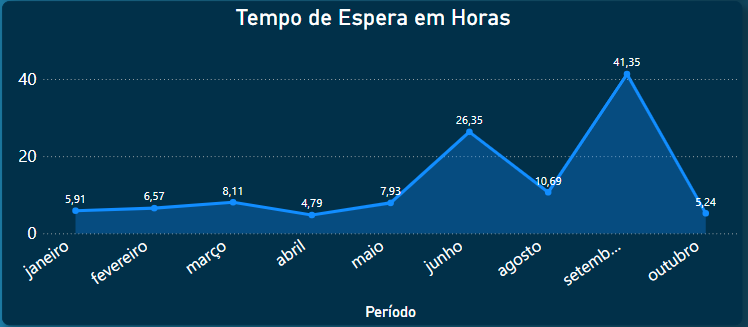 Tempo de Espera em Horas
41,35
40
26,35
20
10,69
5,91
6,57
8,11
4,79
7,93
5,24
0
janeiro
fevereiro
março
abril
maio
junho
agosto
setemb...
outubro
Período